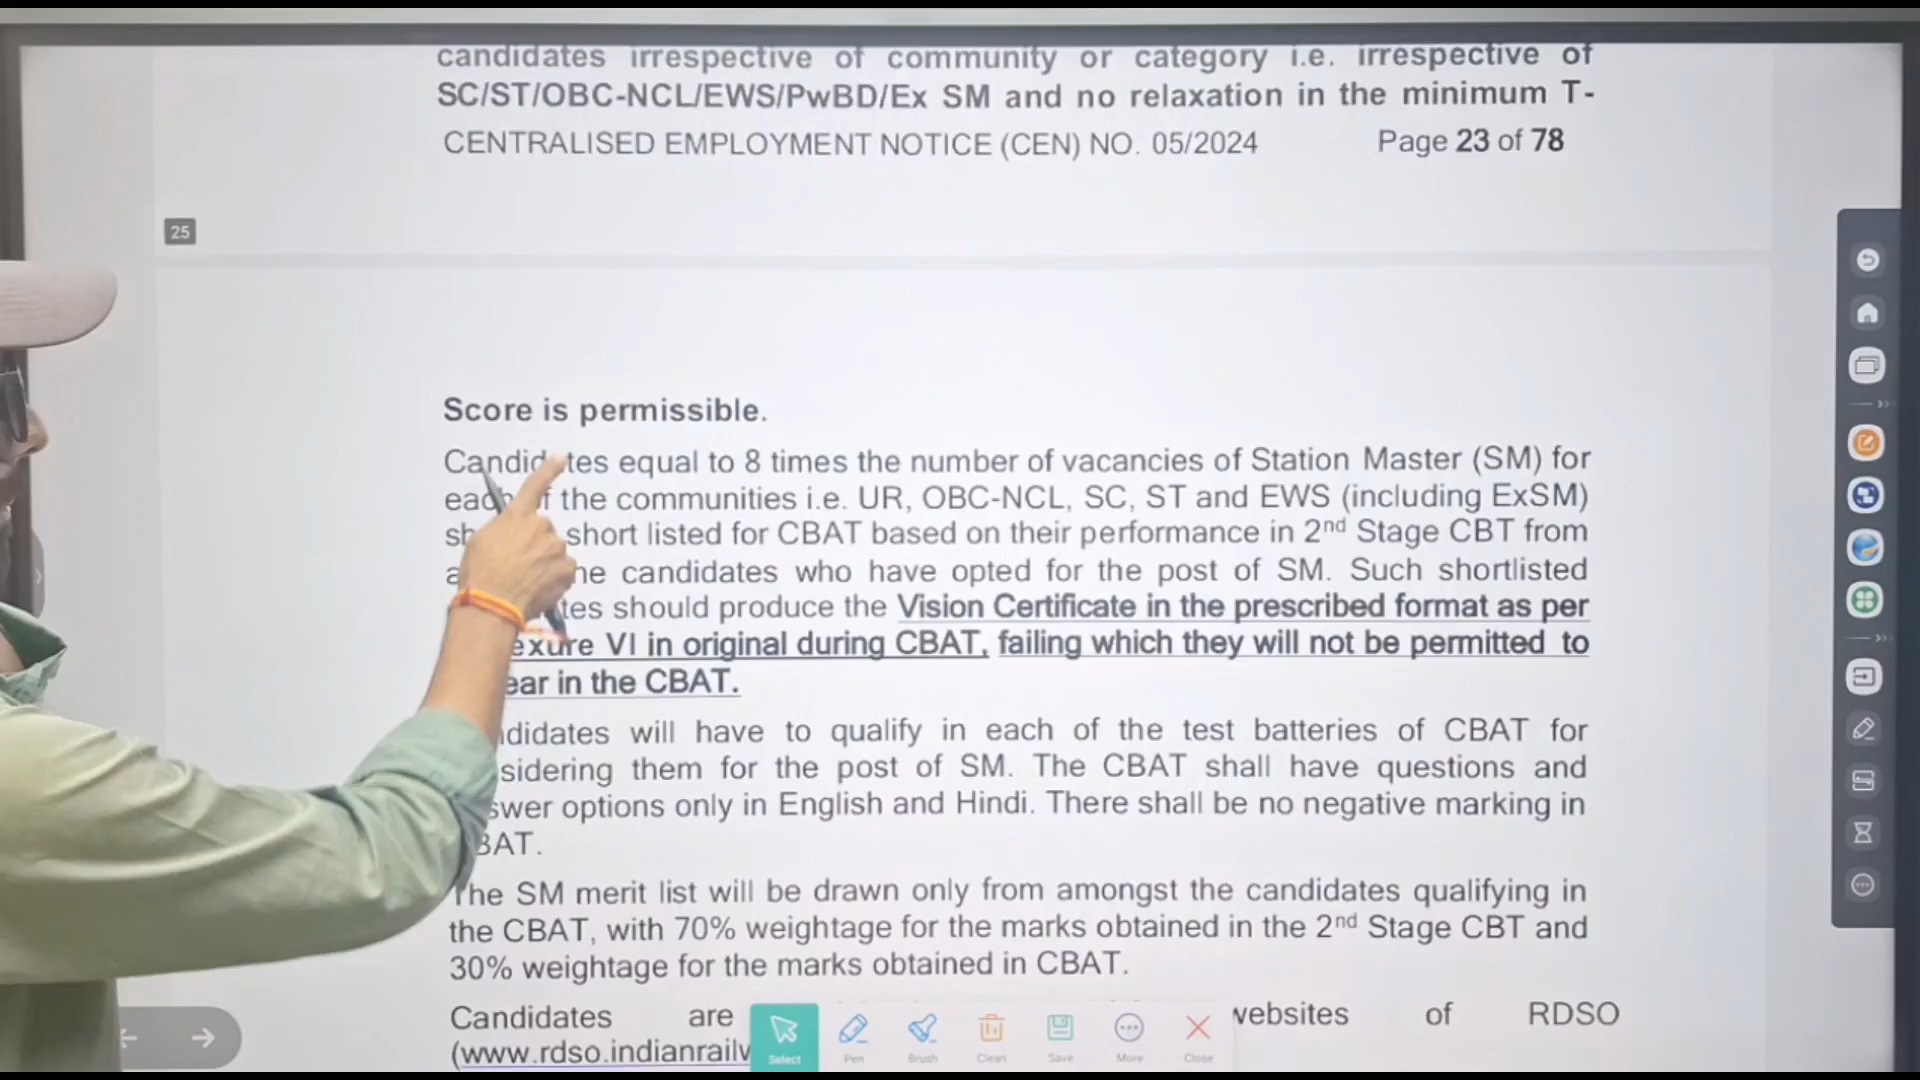 candidates irrespective of community or category i.e. irrespective of
SC/ST/OBC-NCL/EWS/PwBD/Ex SM and no relaxation in the minimum T-
CENTRALISED EMPLOYMENT NOTICE (CEN) NO. 05/2024 Page 23 of 78
25
Score is permissible.
Candidates equal to 8 times the number of vacancies of Station Master (SM) for
each of the communities i.e. UR, OBC-NCL, SC, ST and EWS (including ExSM)
short listed for CBAT based on their performance in 2nd Stage CBT from
candidates who have opted for the post of SM. Such shortlisted
should produce the Vision Certificate in the prescribed format as per
VI in original during CBAT, failing which they will not be permitted to
in the CBAT.
will have to qualify in each of the test batteries of CBAT for
them for the post of SM. The CBAT shall have questions and
options only in English and Hindi. There shall be no negative marking in
The SM merit list will be drawn only from amongst the candidates qualifying in
the CBAT, with 70% weightage for the marks obtained in the 2nd Stage CBT and
30% weightage for the marks obtained in CBAT.
Candidates are websites of RDSO
(www.rdso.indianrailw
Select Pen Brush Clean Save More Close